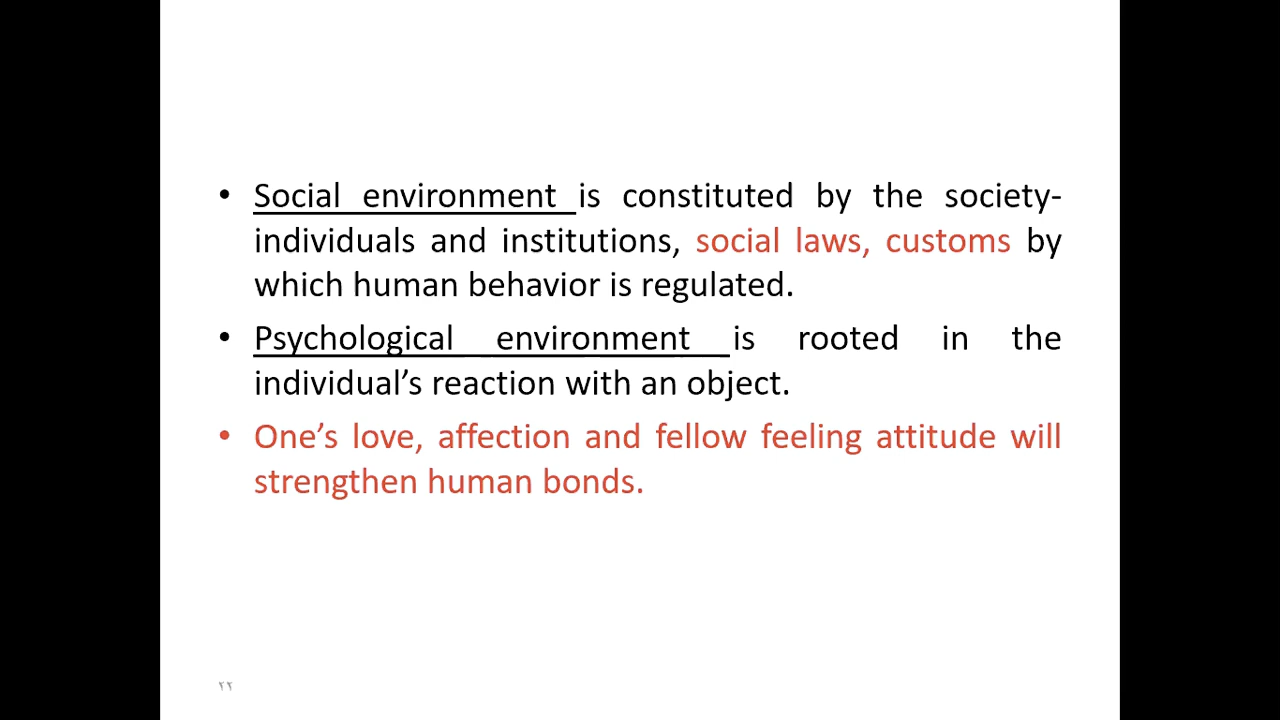 • Social environment is constituted by the society-
individuals and institutions, social laws, customs by
which human behavior is regulated.
• Psychological environment is rooted in the
individual’s reaction with an object.
• One’s love, affection and fellow feeling attitude will
strengthen human bonds.
٢٢